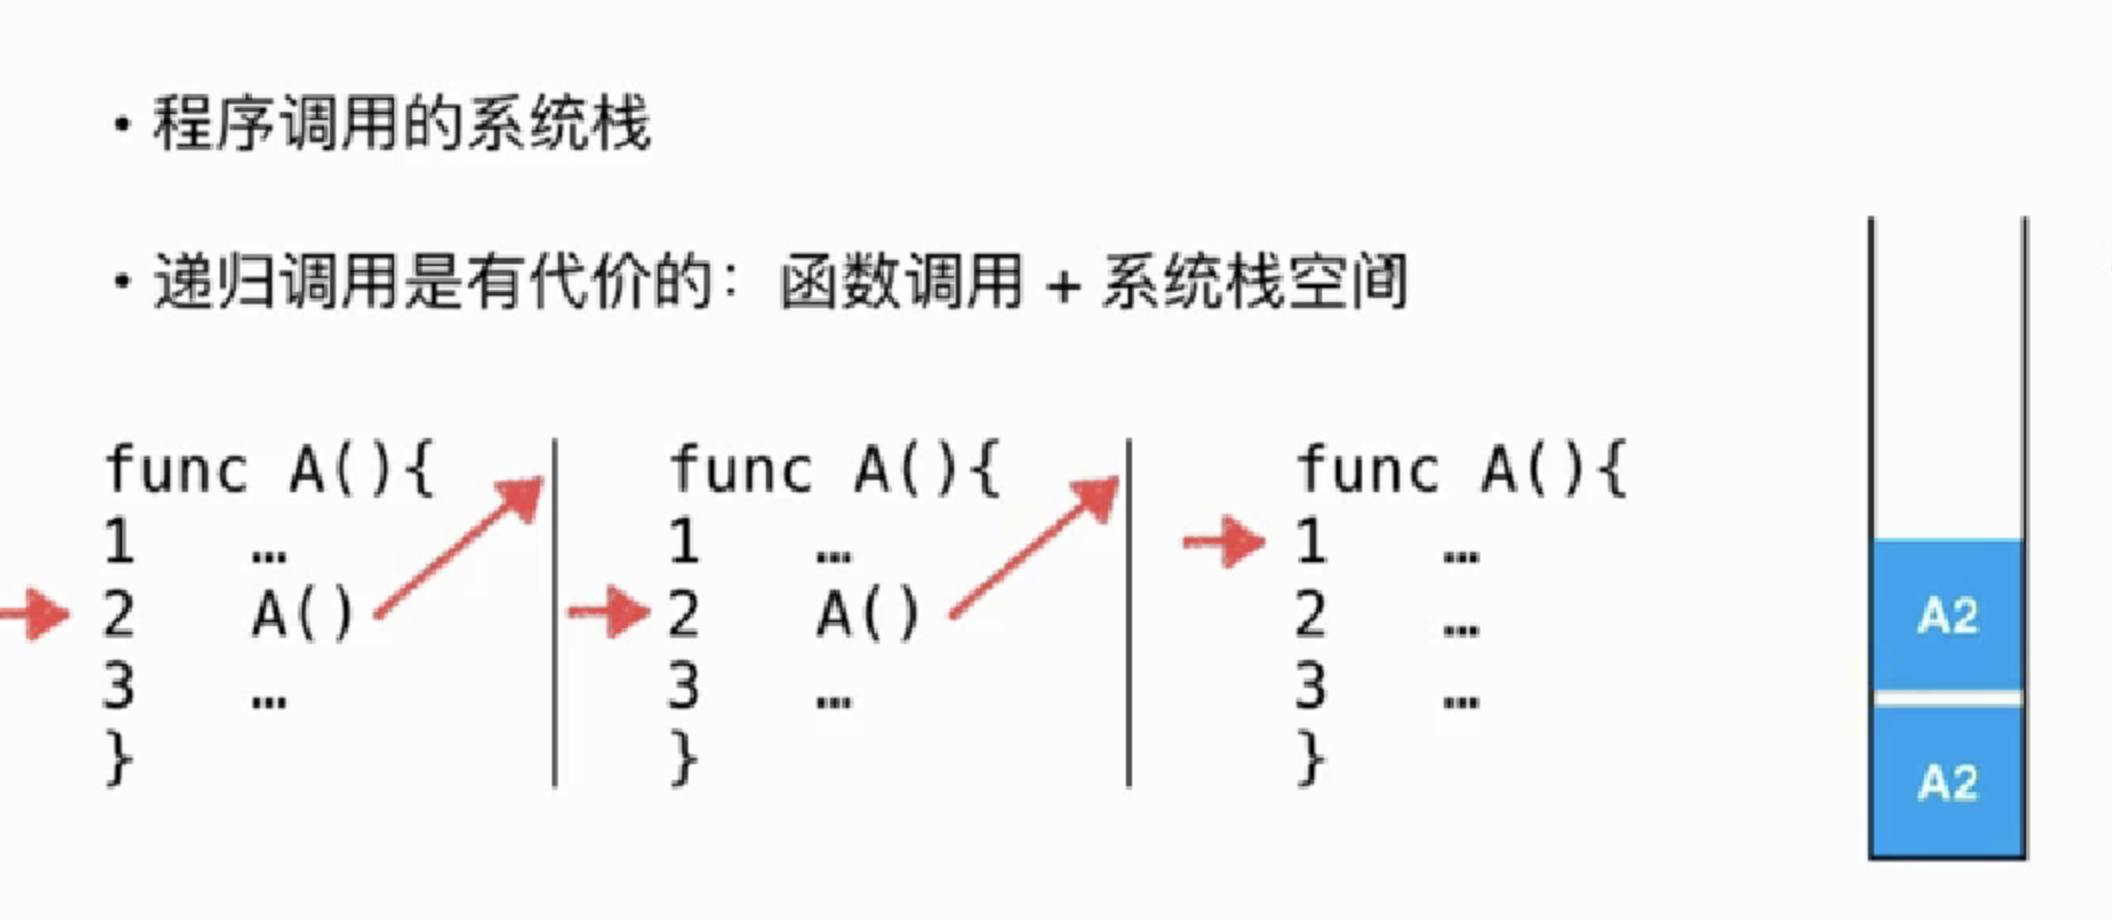 • 程序调用的系统栈
• 递归调用是有代价的：函数调用 + 系统栈空间
func A(){
1 …
2 A()
3 …
}
func A(){
1 …
2 A()
3 …
}
func A(){
1 …
2 …
3 …
}
A2
A2